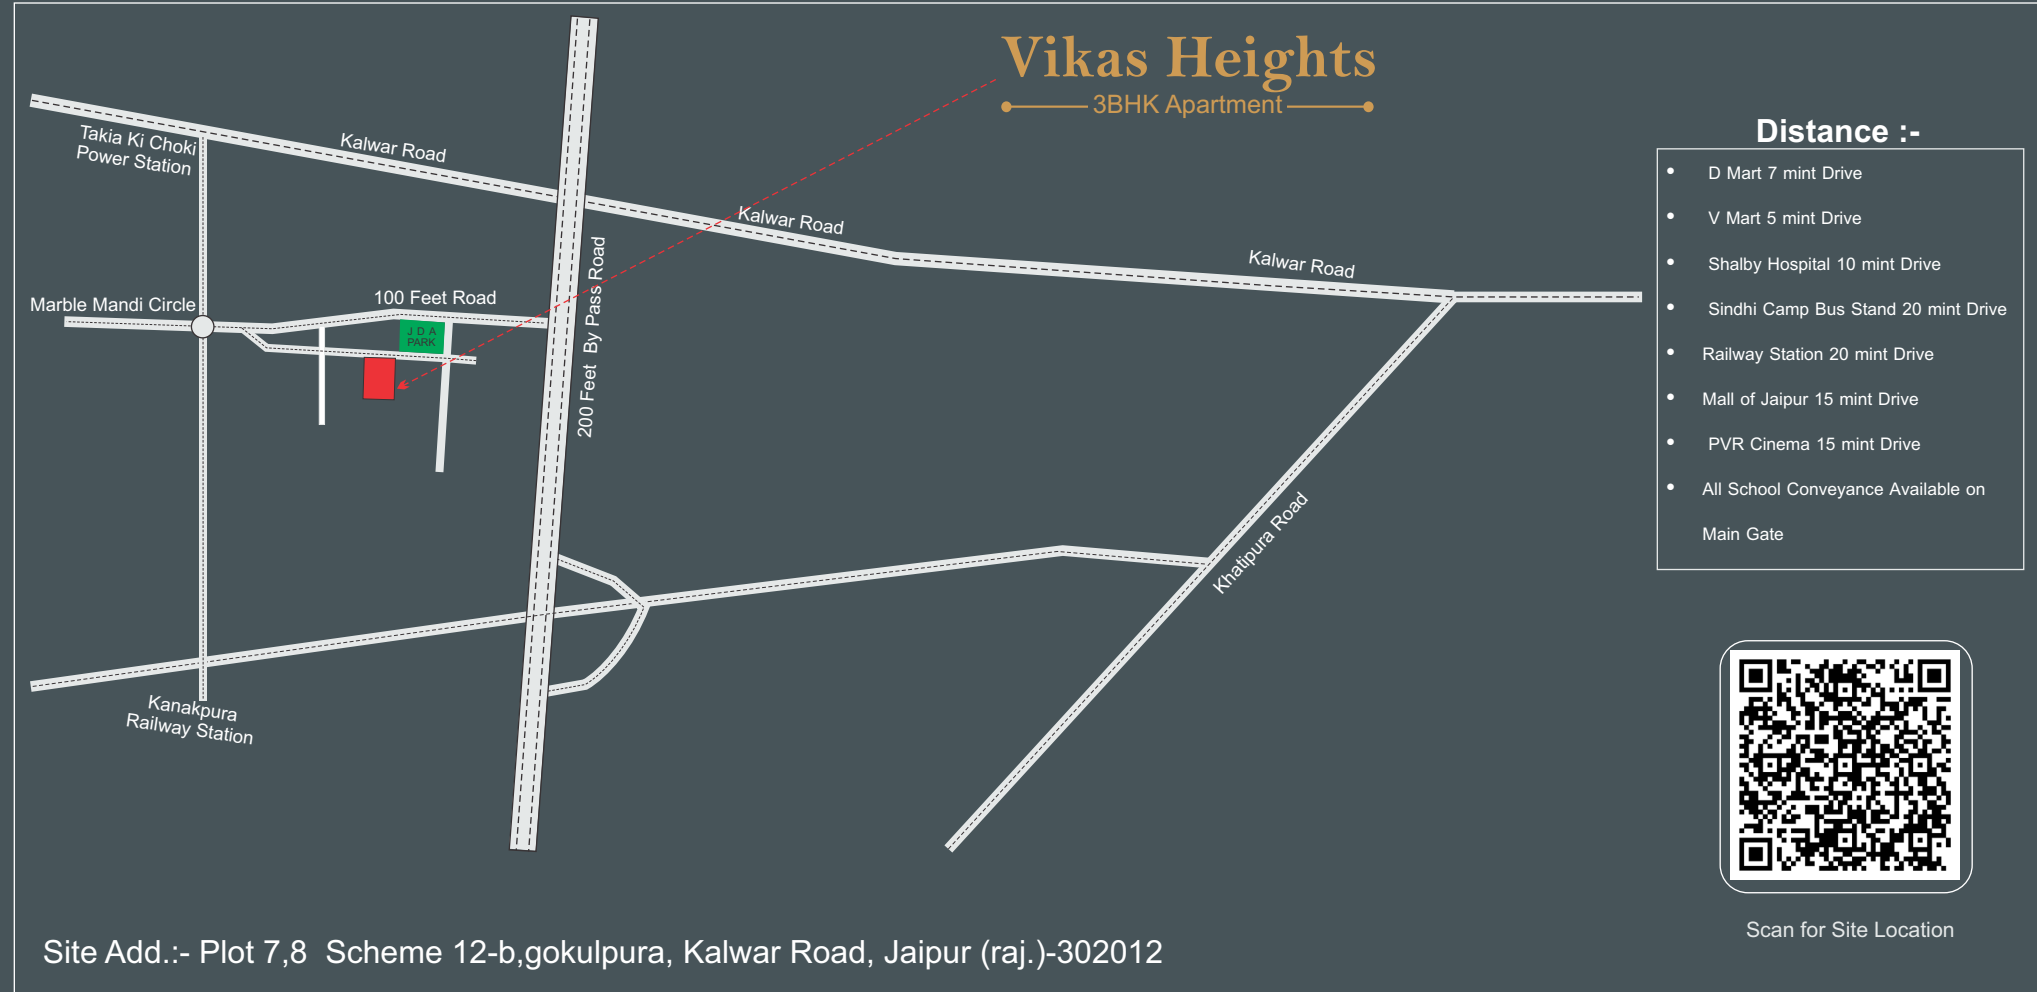 Vikas Heights
3BHK Apartment
Takia Ki Choki
Power Station
Kalwar Road
Kalwar Road
Kalwar Road
Marble Mandi Circle
100 Feet Road
J D A
PARK
200 Feet  By Pass Road
Khatipura Road
Kanakpura
Railway Station
Distance :-
• D Mart 7 mint Drive
• V Mart 5 mint Drive
• Shalby Hospital 10 mint Drive
• Sindhi Camp Bus Stand 20 mint Drive
• Railway Station 20 mint Drive
• Mall of Jaipur 15 mint Drive
• PVR Cinema 15 mint Drive
• All School Conveyance Available on
Main Gate
Scan for Site Location
Site Add.:- Plot 7,8  Scheme 12-b,gokulpura, Kalwar Road, Jaipur (raj.)-302012